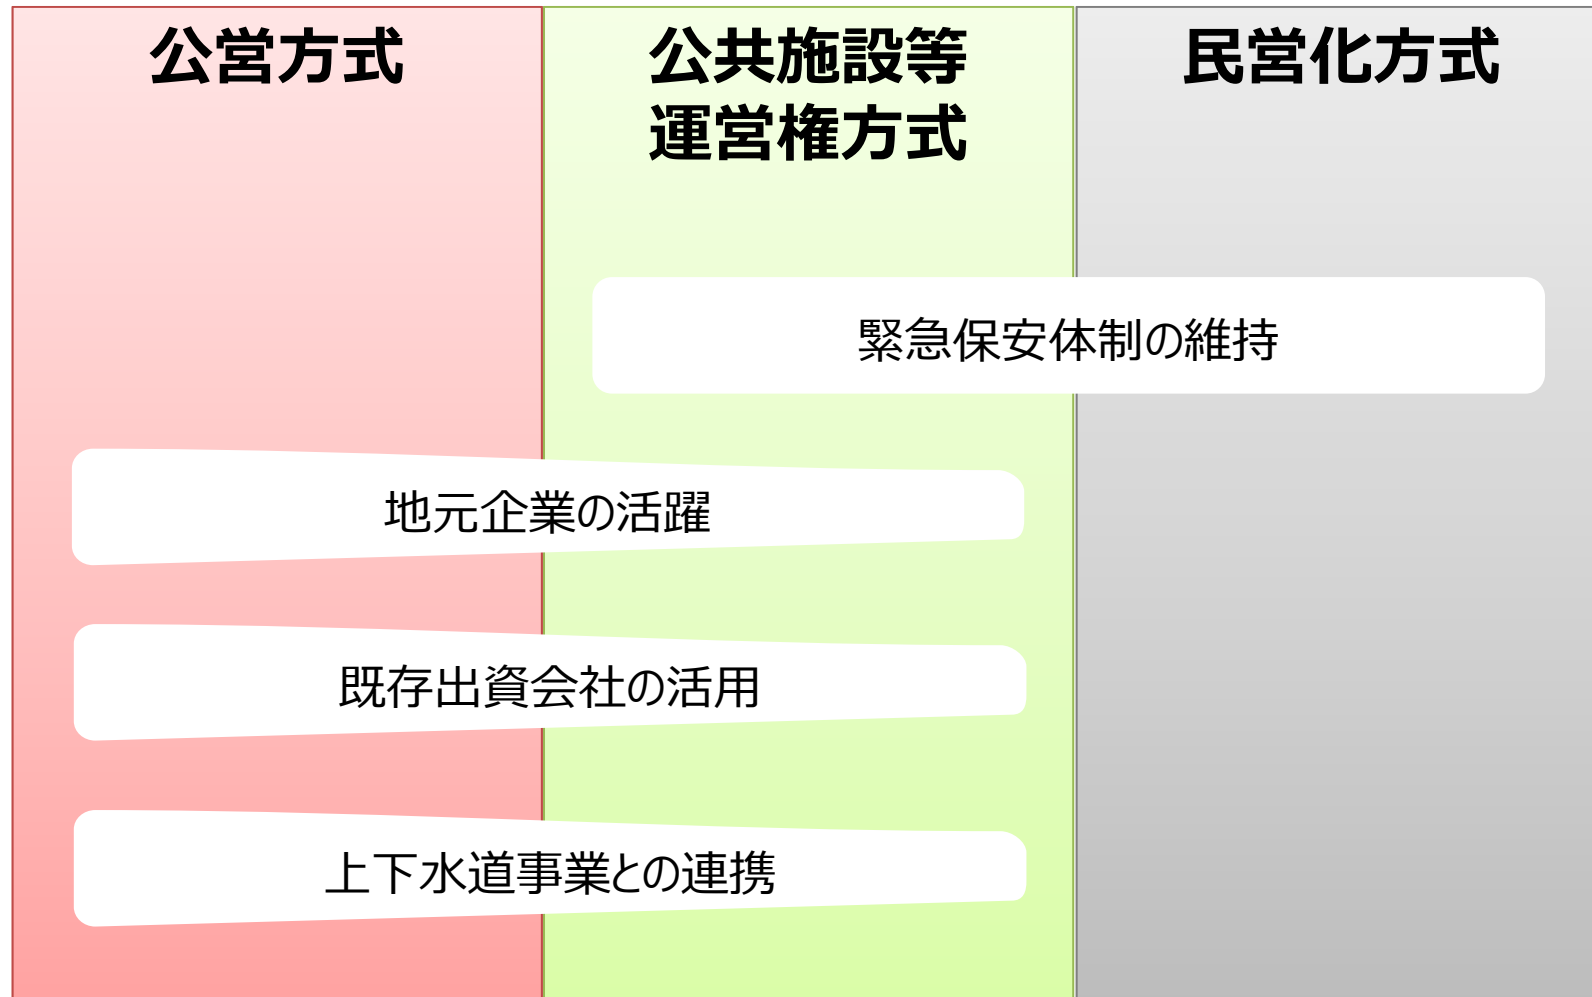 公営方式
公共施設等
運営権方式
民営化方式
緊急保安体制の維持
地元企業の活躍
既存出資会社の活用
上下水道事業との連携